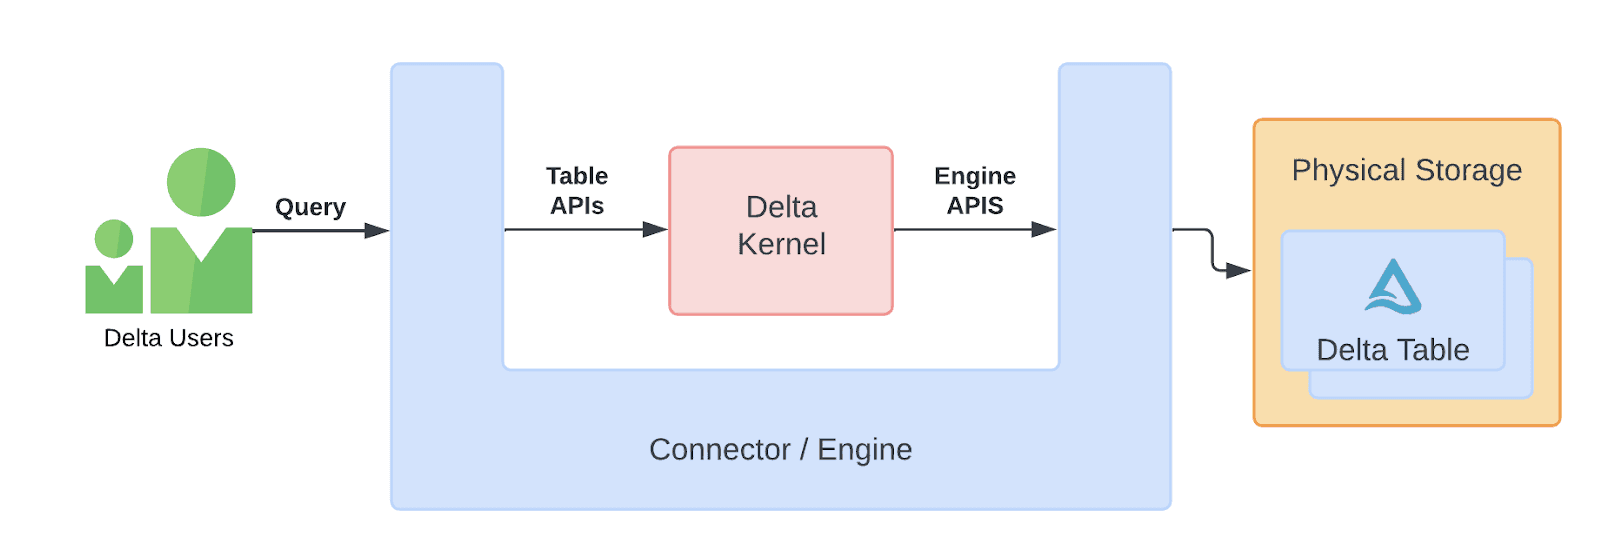 Delta Users
Query
Table
APIs
Delta
Kernel
Engine
APIS
Connector / Engine
Physical Storage
Delta Table